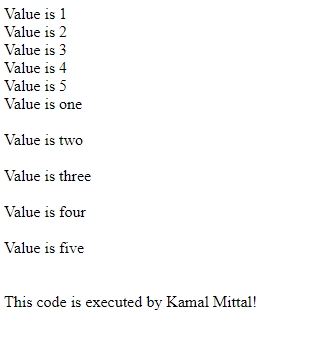 Value is 1
Value is 2
Value is 3
Value is 4
Value is 5
Value is one
Value is two
Value is three
Value is four
Value is five
This code is executed by Kamal Mittal!